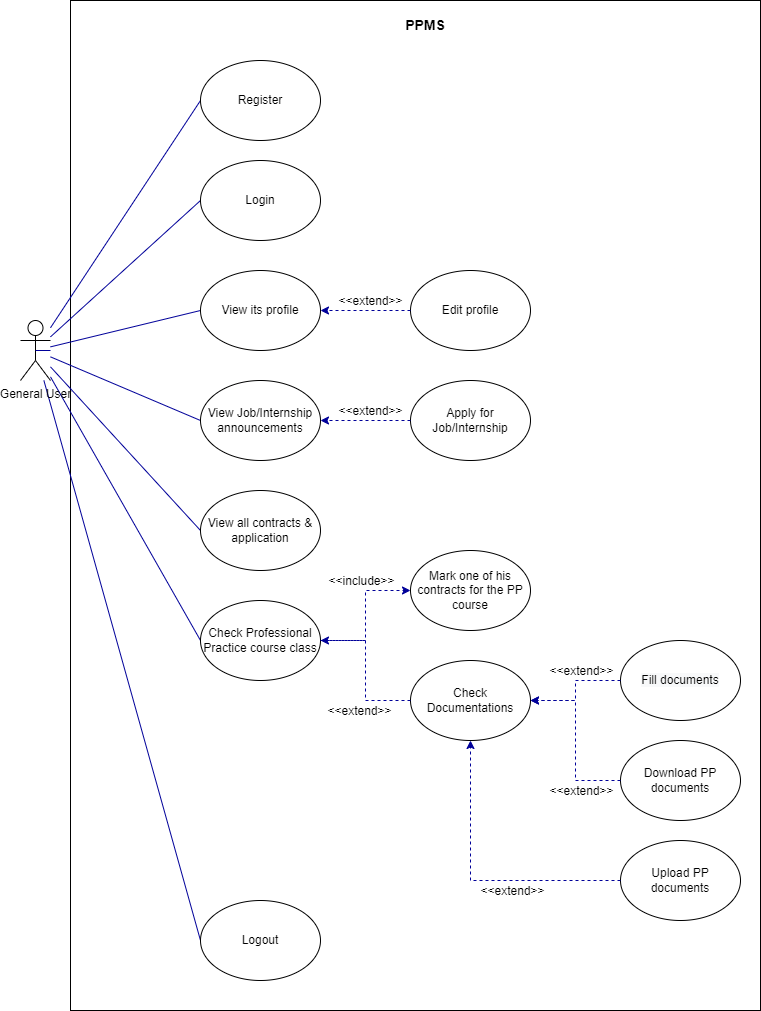 PPMS
Register
Login
View its profile
<<extend>>
Edit profile
General User
View Job/Internship
announcements
<<extend>>
Apply for
Job/Internship
View all contracts &
application
<<include>>
Mark one of his
contracts for the PP
course
Check Professional
Practice course class
<<extend>>
Check
Documentations
<<extend>>
Fill documents
Download PP
documents
<<extend>>
Upload PP
documents
<<extend>>
Logout